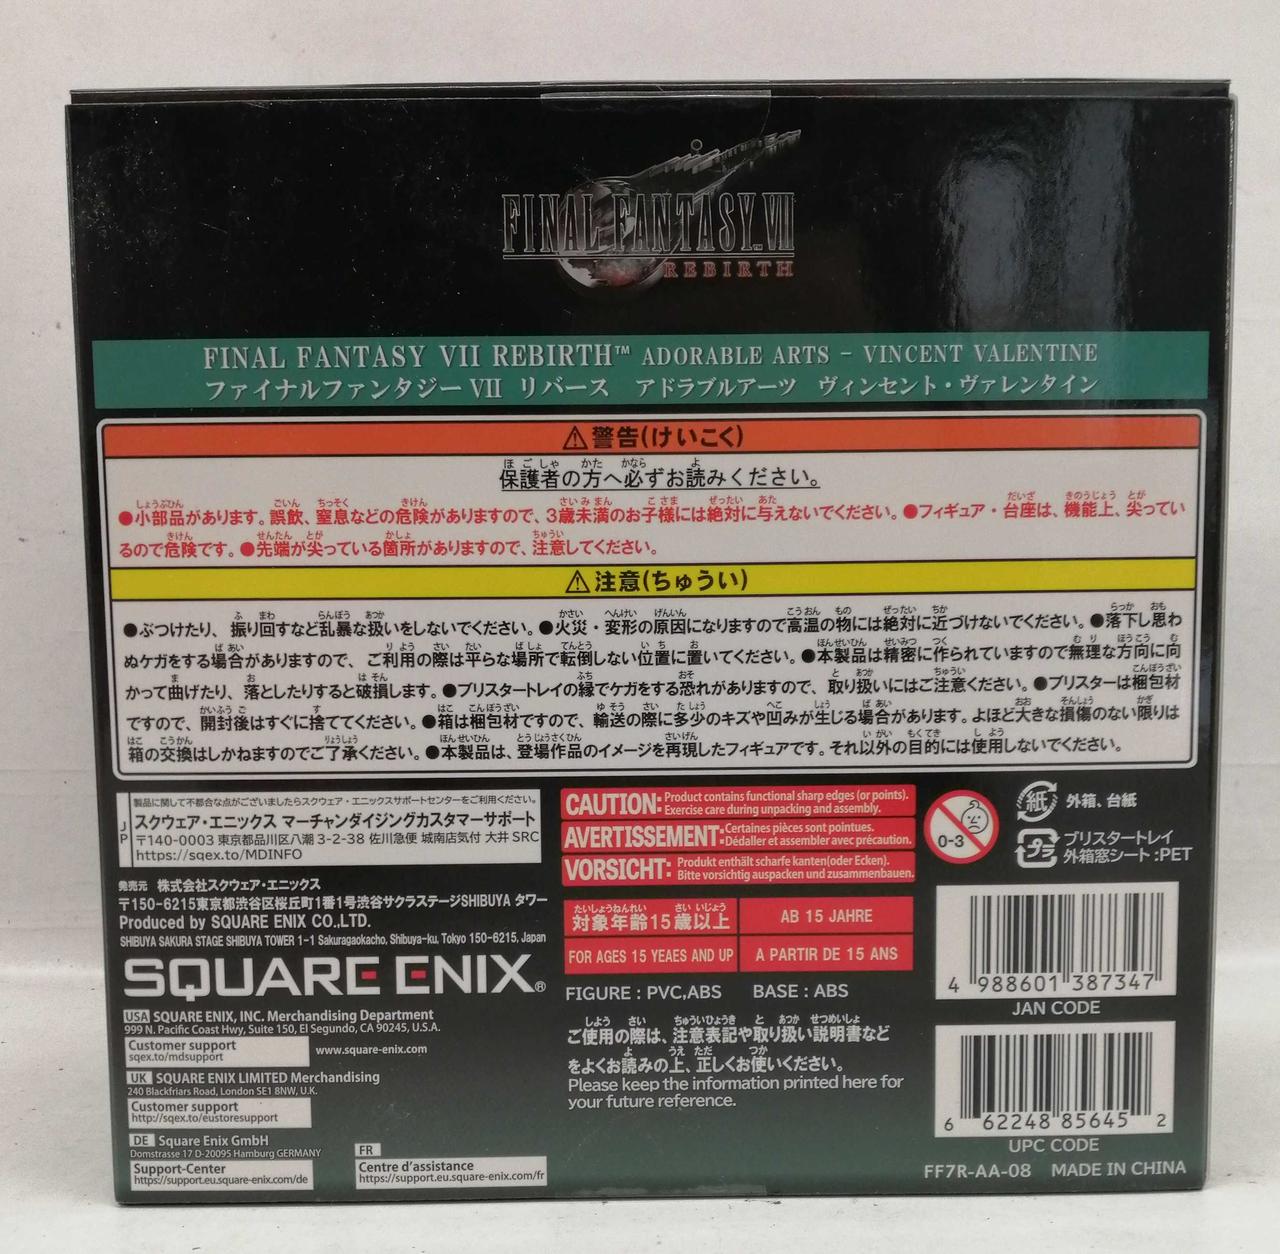 FINAL FANTASY VII
REBIRTH
FINAL FANTASY VII REBIRTH™ ADORABLE ARTS - VINCENT VALENTINE
ファイナルファンタジーVII リバース アドラブルアーツ ヴィンセント・ヴァレンタイン
⚠警告(けいこく)
保護者の方へ必ずお読みください。
●小部品があります。誤飲、窒息などの危険がありますので、3歳未満のお子様には絶対に与えないでください。●フィギュア・台座は、機能上、尖ってい
るので危険です。●先端が尖っている箇所がありますので、注意してください。
⚠注意(ちゅうい)
●ぶつけたり、振り回すなど乱暴な扱いをしないでください。●火災・変形の原因になりますので高温の物には絶対に近づけないでください。●落下し思わ
ぬケガをする場合がありますので、ご利用の際は平らな場所で転倒しない位置に置いてください。●本製品は精密に作られていますので無理な方向に向
かって曲げたり、落としたりすると破損します。●ブリスタートレイの縁でケガをする恐れがありますので、取り扱いにはご注意ください。●ブリスターは梱包材
ですので、開封後はすぐに捨ててください。●箱は梱包材ですので、輸送の際に多少のキズや凹みが生じる場合があります。よほど大きな損傷のない限りは
箱の交換はしかねますのでご了承ください。●本製品は、登場作品のイメージを再現したフィギュアです。それ以外の目的には使用しないでください。
JP
製品に関して不都合な点がございましたらスクウェア・エニックスサポートセンターをご利用ください。
スクウェア・エニックス マーチャンダイジングカスタマーサポート
〒140-0003 東京都品川区八潮 3-2-38 佐川急便 城南店気付 大井 SRC
https://sqex.to/MDINFO
発売元 株式会社スクウェア・エニックス
〒150-6215東京都渋谷区桜丘町1番1号渋谷サクラステージSHIBUYA タワー
Produced by SQUARE ENIX CO.,LTD.
SHIBUYA SAKURA STAGE SHIBUYA TOWER 1-1 Sakuragaokacho, Shibuya-ku, Tokyo 150-6215, Japan
SQUARE ENIX®
USA SQUARE ENIX, INC. Merchandising Department
999 N. Pacific Coast Hwy, Suite 150, El Segundo, CA 90245, U.S.A.
Customer support
sqex.to/mdsupport
www.square-enix.com
UK SQUARE ENIX LIMITED Merchandising
240 Blackfriars Road, London SE1 8NW, U.K.
Customer support
http://sqex.to/eustoresupport
DE Square Enix GmbH
Domstrasse 17 D-20095 Hamburg GERMANY
Support-Center
https://support.eu.square-enix.com/de
FR
Centre d'assistance
https://support.eu.square-enix.com/fr
CAUTION: Product contains functional sharp edges (or points).
Exercise care during unpacking and assembly.
AVERTISSEMENT: Certaines pièces sont pointues.
Dédaller et assembler avec précaution.
VORSICHT: Produkt enthält scharfe kanten(oder Ecken).
Bitte vorsichtig auspacken und zusammenbauen.
対象年齢15歳以上
AB 15 JAHRE
FOR AGES 15 YEAES AND UP
A PARTIR DE 15 ANS
FIGURE : PVC,ABS BASE : ABS
ご使用の際は、注意表記や取り扱い説明書など
をよくお読みの上、正しくお使いください。
Please keep the information printed here for
your future reference.
0-3
紙
外箱、台紙
プラ
ブリスタートレイ
外箱窓シート:PET
4 988601 387347
JAN CODE
6 62248 85645 2
UPC CODE
FF7R-AA-08 MADE IN CHINA